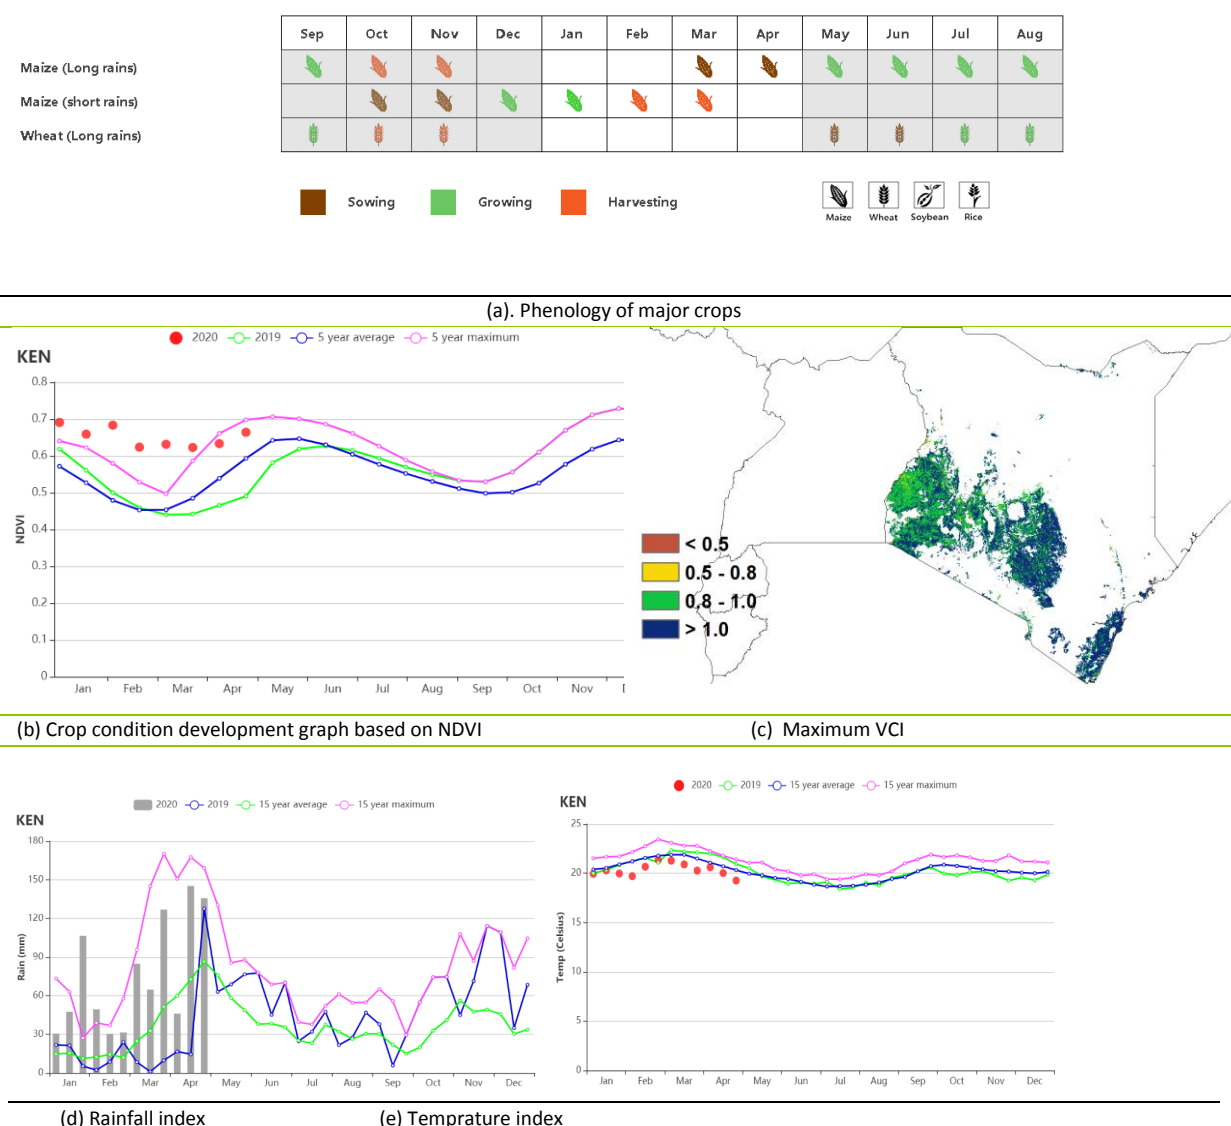 Sep Oct Nov Dec Jan Feb Mar Apr May Jun Jul Aug
Maize (Long rains)
Maize (short rains)
Wheat (Long rains)
Sowing Growing Harvesting
Maize Wheat Soybean Rice
(a). Phenology of major crops
2020 2019 5 year average 5 year maximum
KEN
0.8
0.7
0.6
0.5
0.4
0.3
0.2
0.1
0
NDVI
Jan Feb Mar Apr May Jun Jul Aug Sep Oct Nov
< 0.5
0.5 - 0.8
0.8 - 1.0
> 1.0
(b) Crop condition development graph based on NDVI
(c) Maximum VCI
2020 2019 15 year average 15 year maximum
KEN
180
150
120
90
60
30
0
Rain (mm)
Jan Feb Mar Apr May Jun Jul Aug Sep Oct Nov Dec
2020 2019 15 year average 15 year maximum
KEN
25
20
15
10
5
0
Temp (Celsius)
Jan Feb Mar Apr May Jun Jul Aug Sep Oct Nov Dec
(d) Rainfall index
(e) Temprature index